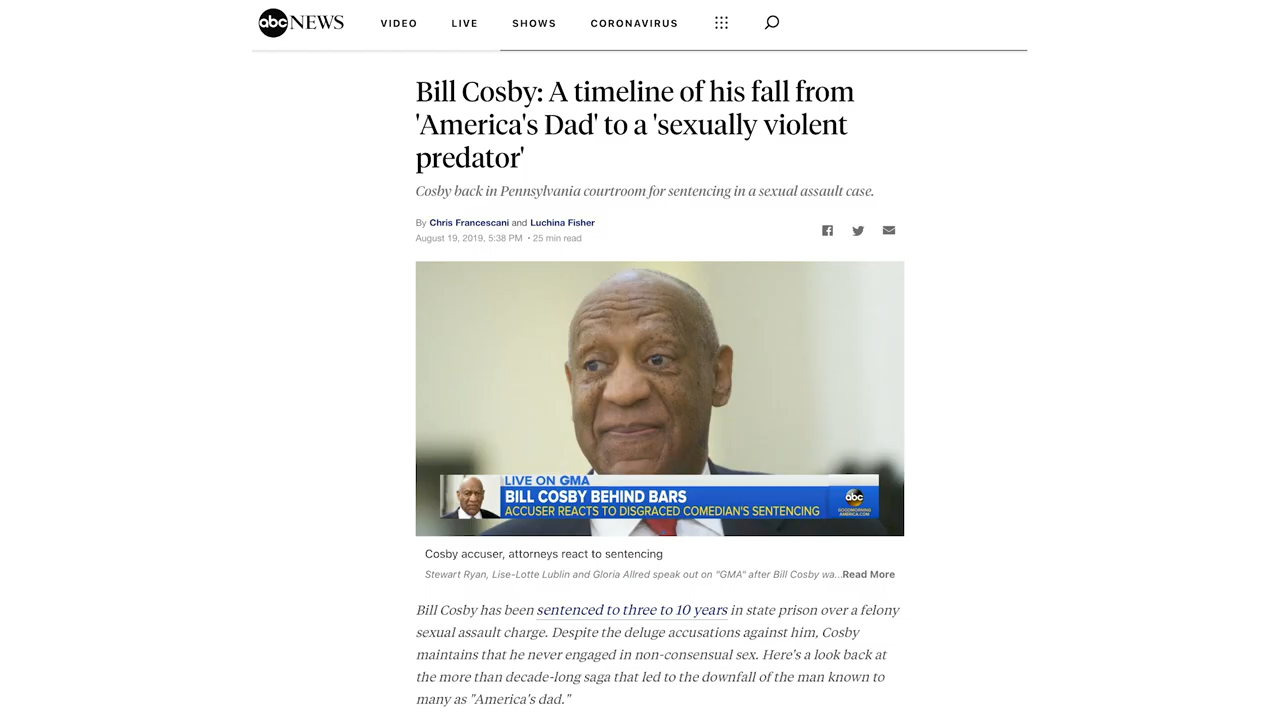 abc NEWS VIDEO LIVE SHOWS CORONAVIRUS
Bill Cosby: A timeline of his fall from
'America's Dad' to a 'sexually violent
predator'
Cosby back in Pennsylvania courtroom for sentencing in a sexual assault case.
By Chris Francescani and Luchina Fisher
August 19, 2019, 5:38 PM • 25 min read
LIVE ON GMA
BILL COSBY BEHIND BARS
ACCUSER REACTS TO DISGRACED COMEDIAN'S SENTENCING
abc
GOODMORNING
AMERICA.COM
Cosby accuser, attorneys react to sentencing
Stewart Ryan, Lise-Lotte Lublin and Gloria Allred speak out on "GMA" after Bill Cosby wa...Read More
Bill Cosby has been sentenced to three to 10 years in state prison over a felony
sexual assault charge. Despite the deluge accusations against him, Cosby
maintains that he never engaged in non-consensual sex. Here's a look back at
the more than decade-long saga that led to the downfall of the man known to
many as "America's dad."